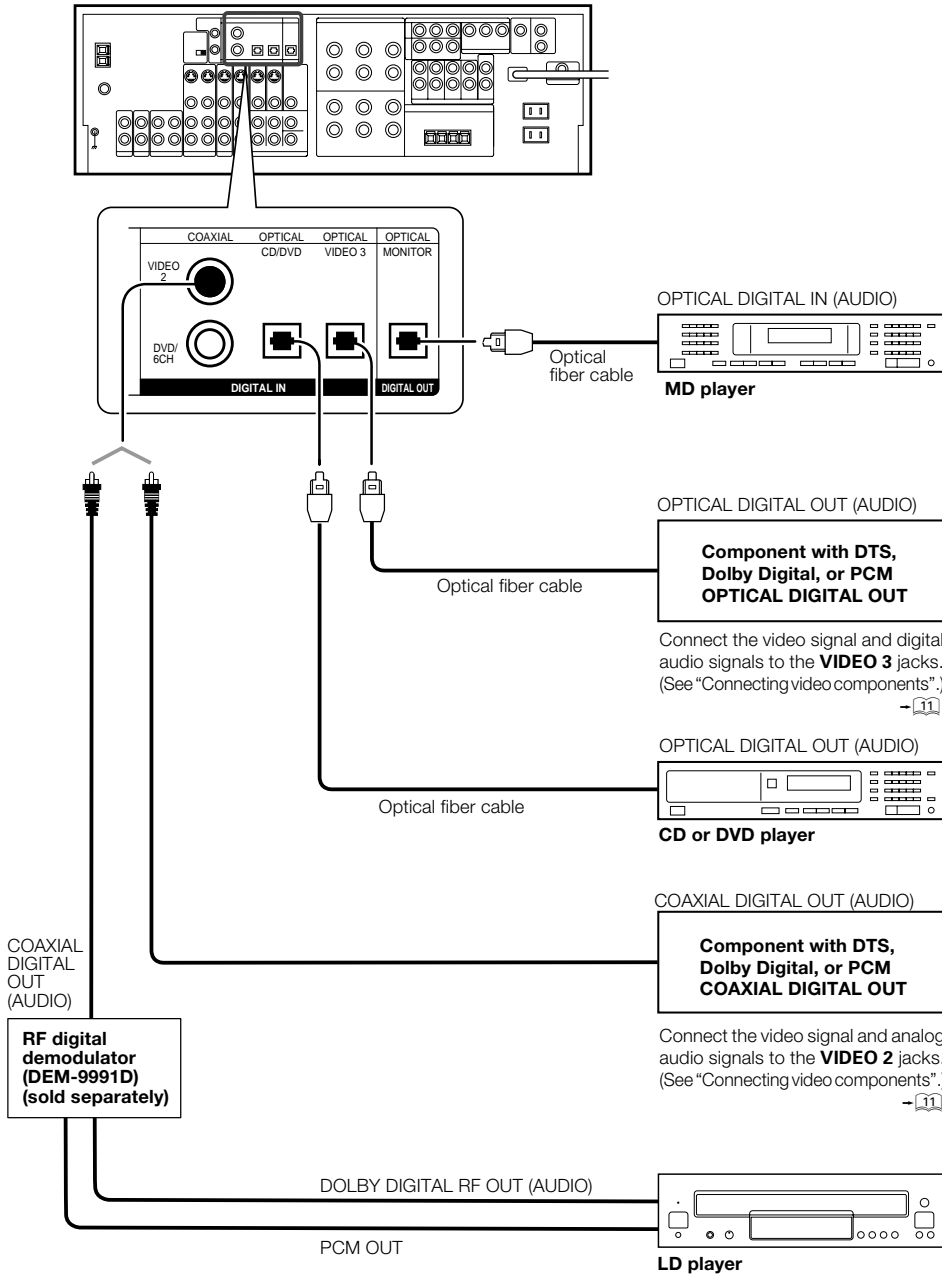 COAXIAL OPTICAL OPTICAL OPTICAL
CD/DVD VIDEO 3 MONITOR
VIDEO
2
DVD/
6CH
DIGITAL IN DIGITAL OUT
OPTICAL DIGITAL IN (AUDIO)
Optical
fiber cable
MD player
OPTICAL DIGITAL OUT (AUDIO)
Component with DTS,
Dolby Digital, or PCM
OPTICAL DIGITAL OUT
Optical fiber cable
Connect the video signal and digital
audio signals to the VIDEO 3 jacks.
(See “Connecting video components”.)
11
OPTICAL DIGITAL OUT (AUDIO)
Optical fiber cable
CD or DVD player
COAXIAL DIGITAL OUT (AUDIO)
Component with DTS,
Dolby Digital, or PCM
COAXIAL DIGITAL OUT
COAXIAL
DIGITAL
OUT
(AUDIO)
RF digital
demodulator
(DEM-9991D)
(sold separately)
Connect the video signal and analog
audio signals to the VIDEO 2 jacks.
(See “Connecting video components”.)
11
DOLBY DIGITAL RF OUT (AUDIO)
PCM OUT
LD player